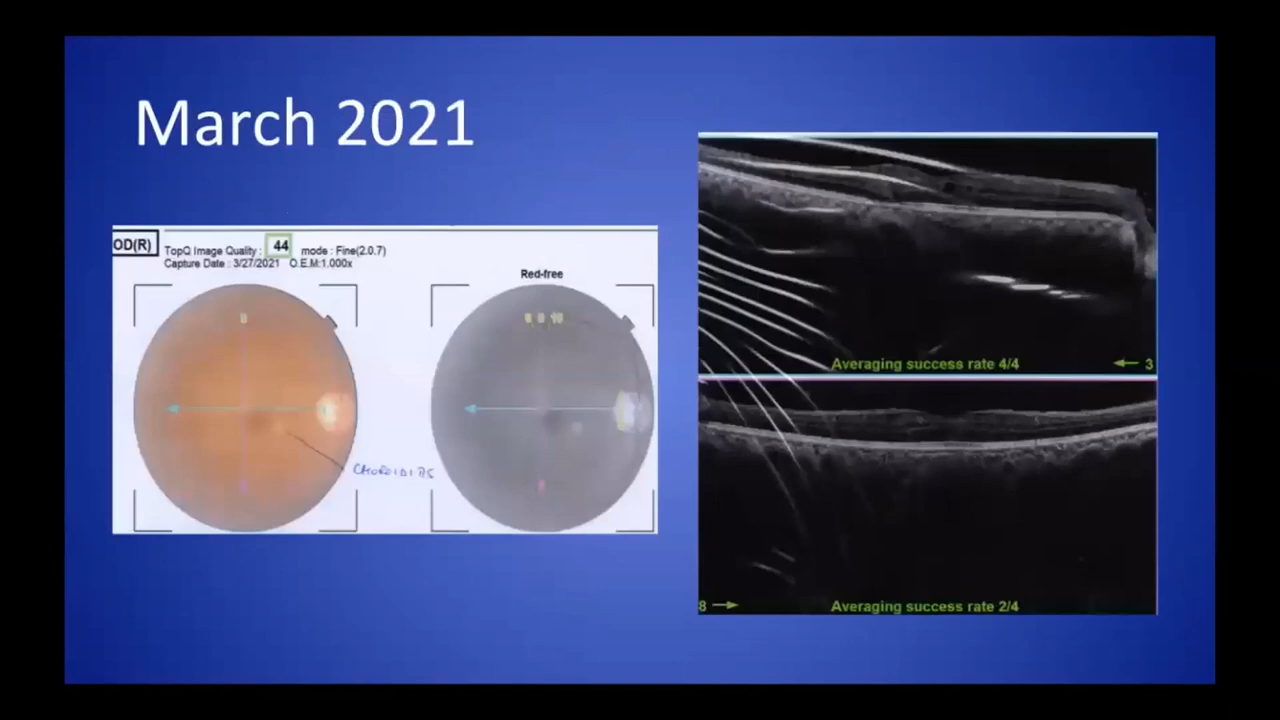 March 2021
OD(R)
TopQ Image Quality : 44 mode : Fine(2.0.7)
Capture Date : 3/27/2021 O.E.M:1.000x
Red-free
Averaging success rate 4/4
3
8
Averaging success rate 2/4